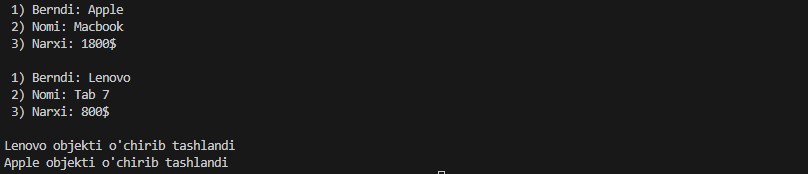 1) Berndi: Apple
2) Nomi: Macbook
3) Narxi: 1800$
1) Berndi: Lenovo
2) Nomi: Tab 7
3) Narxi: 800$
Lenovo objekti o'chirib tashlandi
Apple objekti o'chirib tashlandi